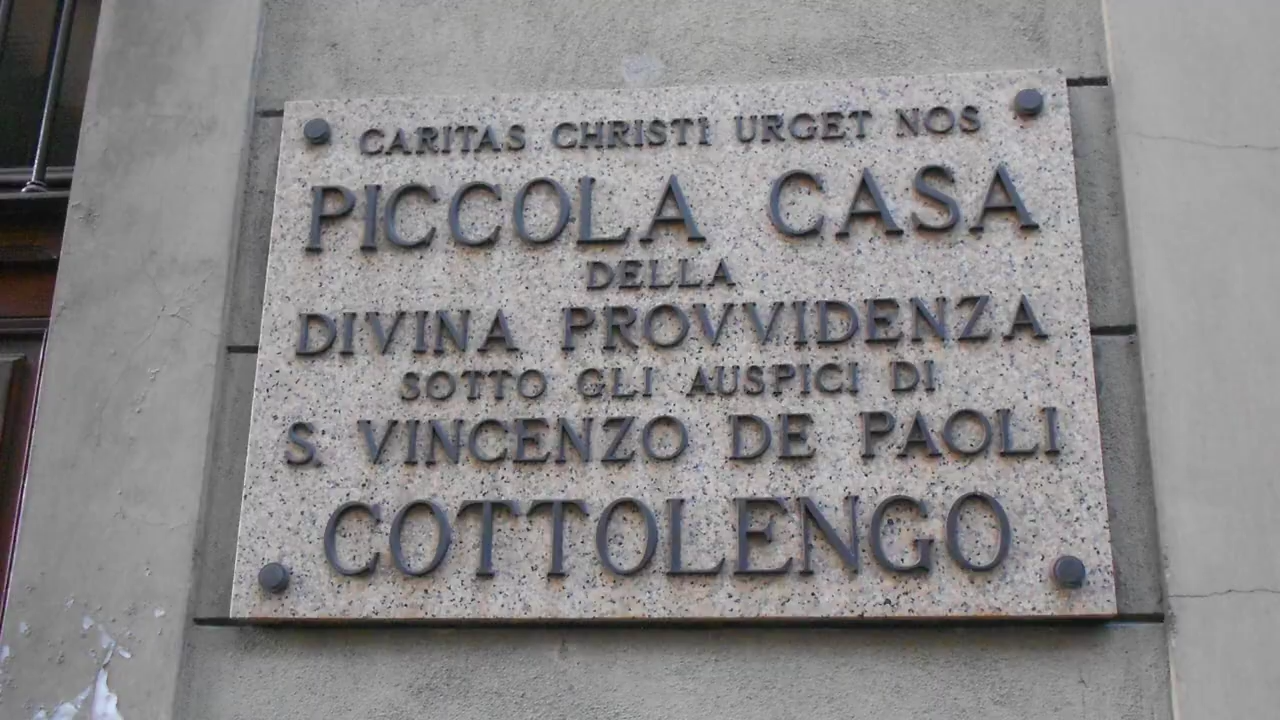 CARITAS CHRISTI URGET NOS
PICCOLA CASA
DELLA
DIVINA PROVVIDENZA
SOTTO GLI AUSPICI DI
S. VINCENZO DE PAOLI
COTTOLENGO